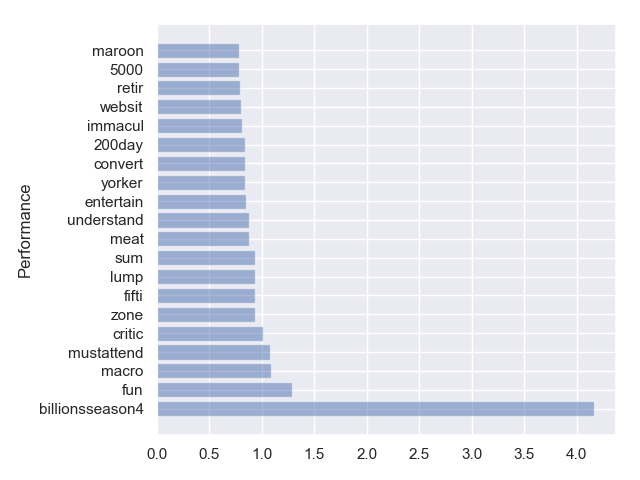 maroon
5000
retir
websit
immacul
200day
convert
yorker
entertain
understand
meat
sum
lump
fifti
zone
critic
mustattend
macro
fun
billionsseason4
Performance
0.0 0.5 1.0 1.5 2.0 2.5 3.0 3.5 4.0